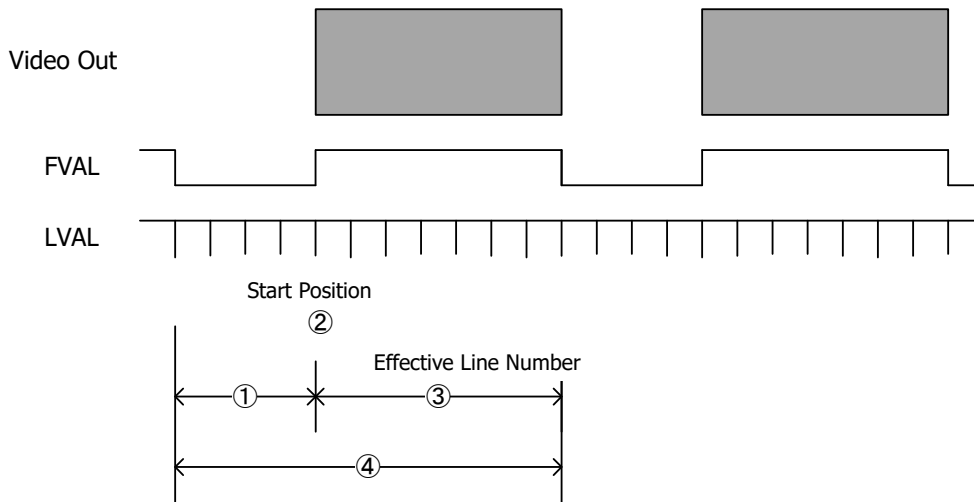 Video Out
FVAL
LVAL
Start Position
②
Effective Line Number
①
③
④